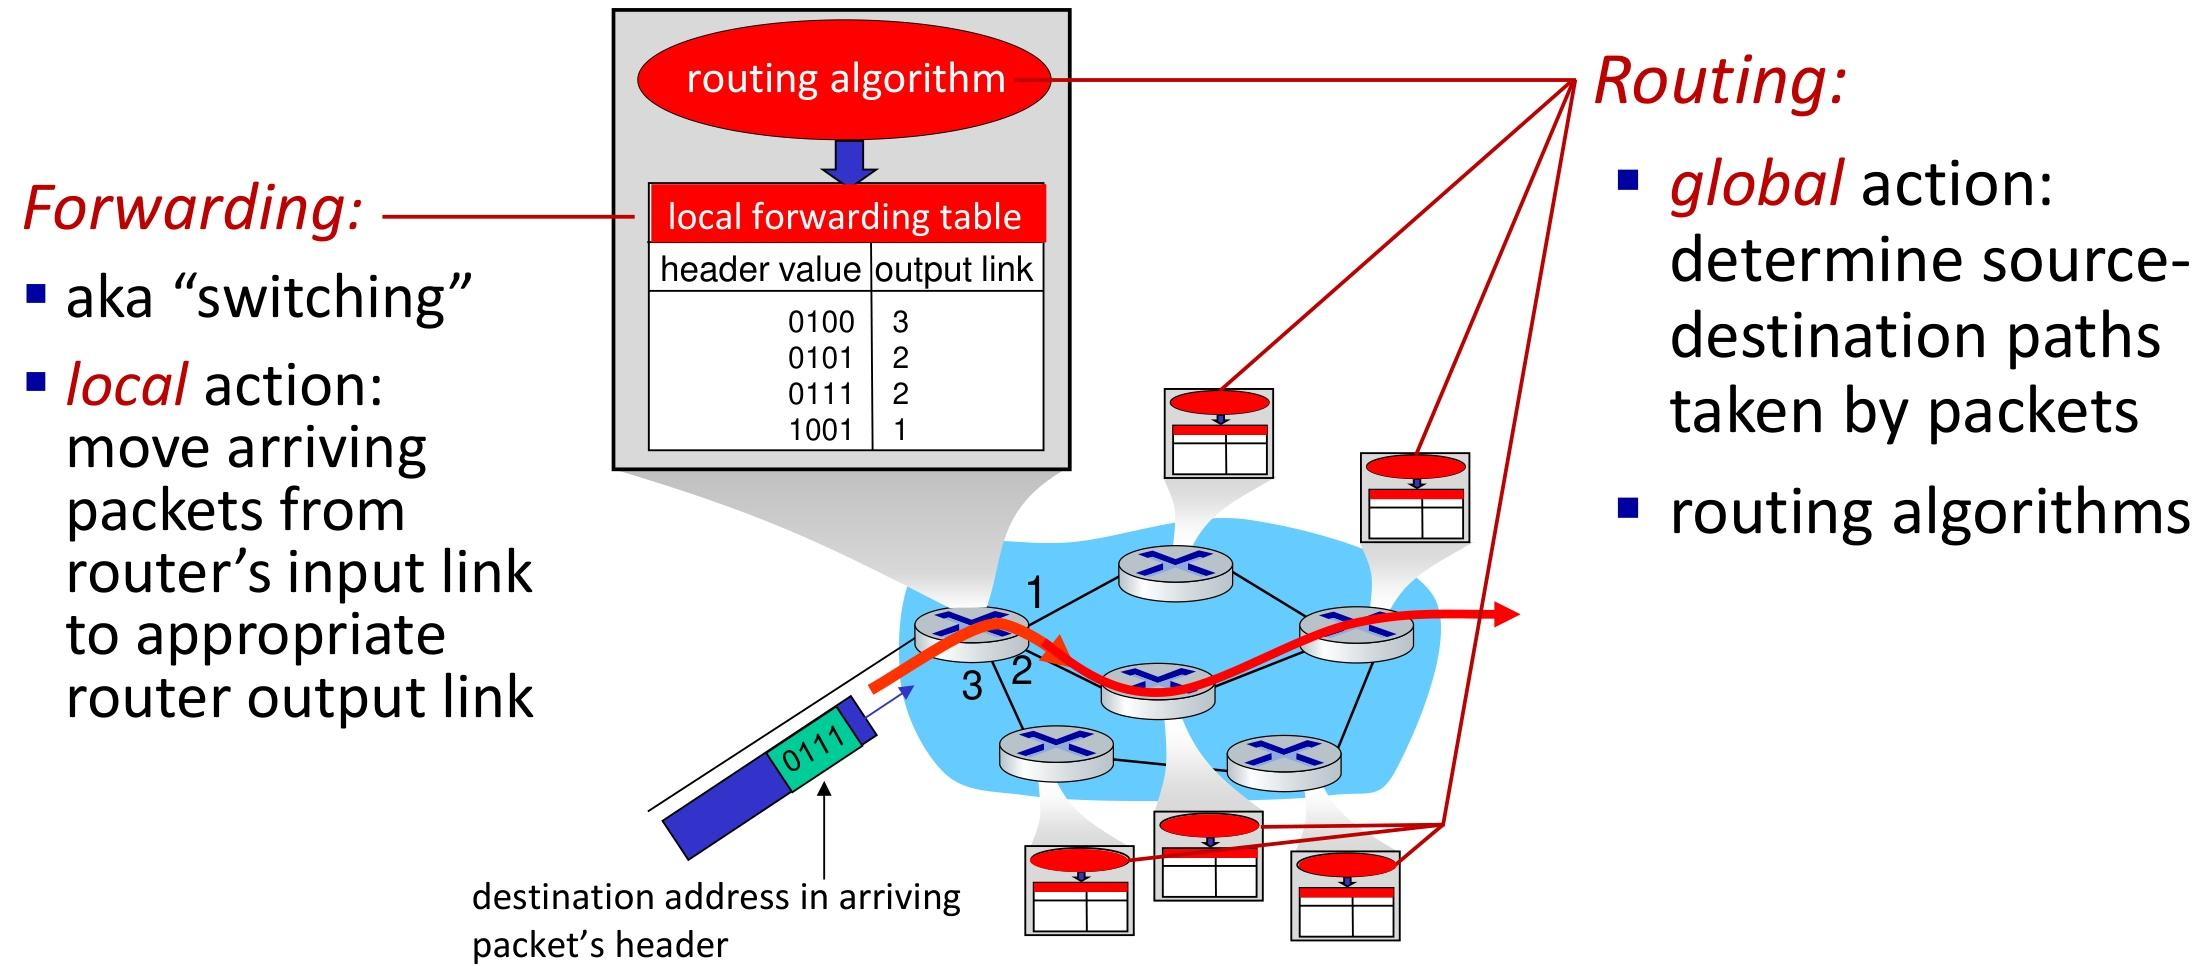 routing algorithm
local forwarding table
header value output link
0100 3
0101 2
0111 2
1001 1
Forwarding:
▪ aka “switching”
▪ local action:
move arriving
packets from
router’s input link
to appropriate
router output link
Routing:
▪ global action:
determine source-
destination paths
taken by packets
▪ routing algorithms
1
2
3
0111
destination address in arriving
packet’s header